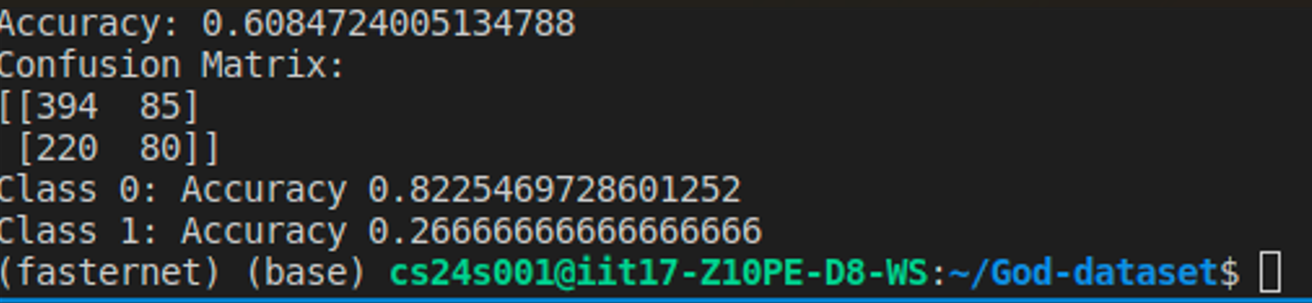 Accuracy: 0.6084724005134788
Confusion Matrix:
[[394  85]
 [220  80]]
Class 0: Accuracy 0.8225469728601252
Class 1: Accuracy 0.26666666666666666
(fasternet) (base) cs24s001@iit17-Z10PE-D8-WS:~/God-dataset$